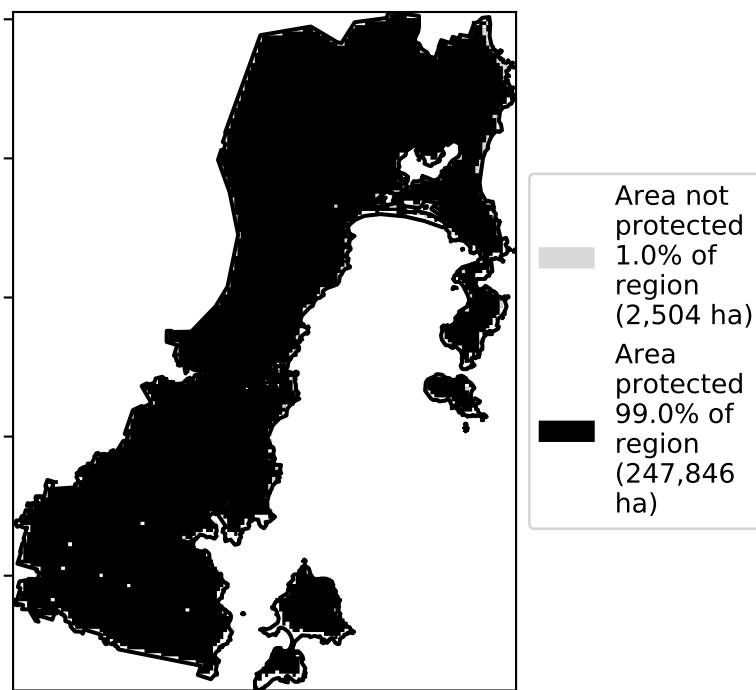 Area not
protected
1.0% of
region
(2,504 ha)
Area
protected
99.0% of
region
(247,846
ha)